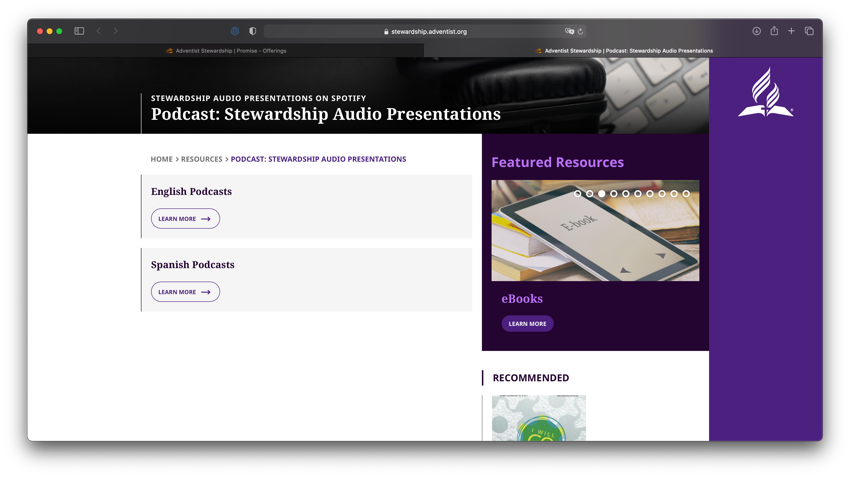 stewardship.adventist.org
Adventist Stewardship | Promise - Offerings
Adventist Stewardship | Podcast: Stewardship Audio Presentations
STEWARDSHIP AUDIO PRESENTATIONS ON SPOTIFY
Podcast: Stewardship Audio Presentations
HOME > RESOURCES > PODCAST: STEWARDSHIP AUDIO PRESENTATIONS
English Podcasts
LEARN MORE
Spanish Podcasts
LEARN MORE
Featured Resources
E-book
eBooks
LEARN MORE
RECOMMENDED
I WILL
GO